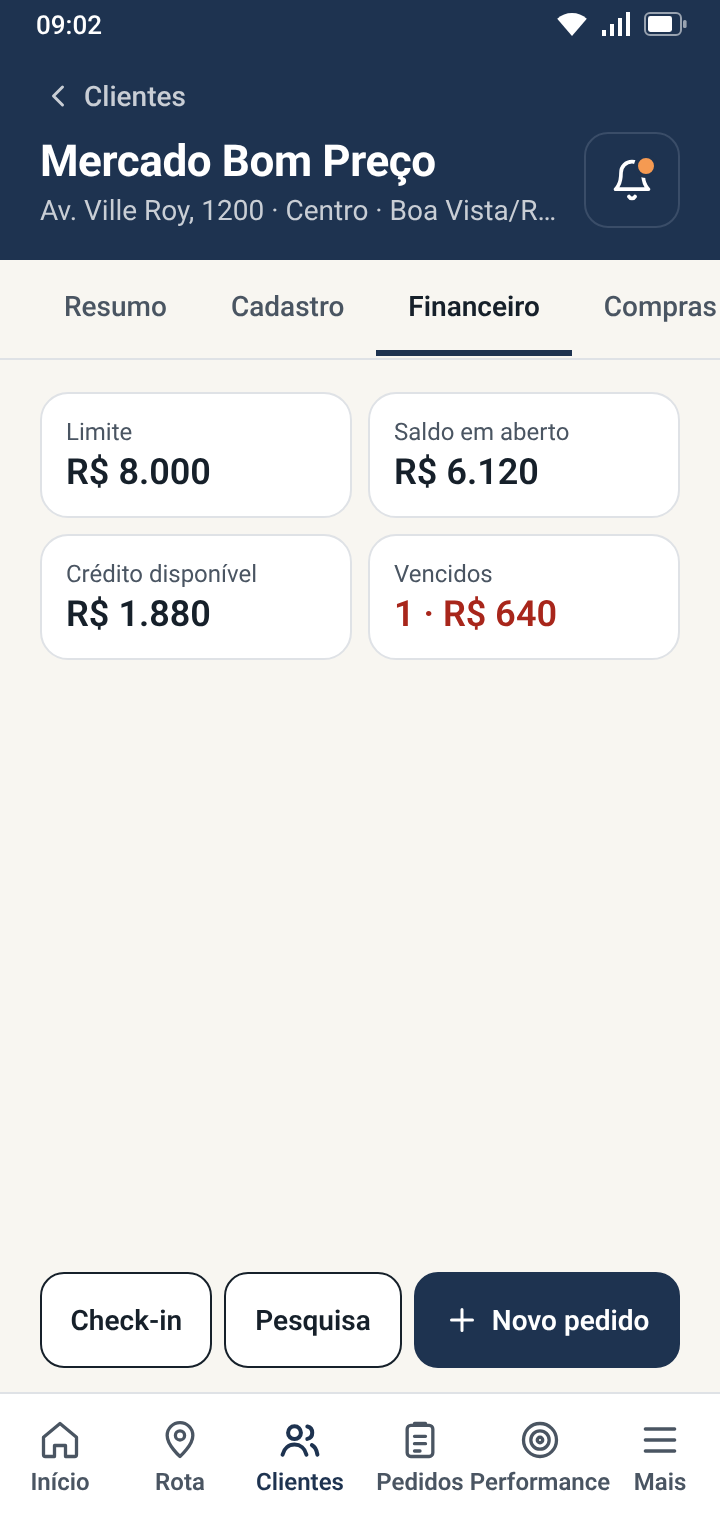 09:02
Clientes
Mercado Bom Preço
Av. Ville Roy, 1200 · Centro · Boa Vista/R...
Resumo Cadastro Financeiro Compras
Limite
R$ 8.000
Saldo em aberto
R$ 6.120
Crédito disponível
R$ 1.880
Vencidos
1 · R$ 640
Check-in Pesquisa Novo pedido
Início Rota Clientes Pedidos Performance Mais